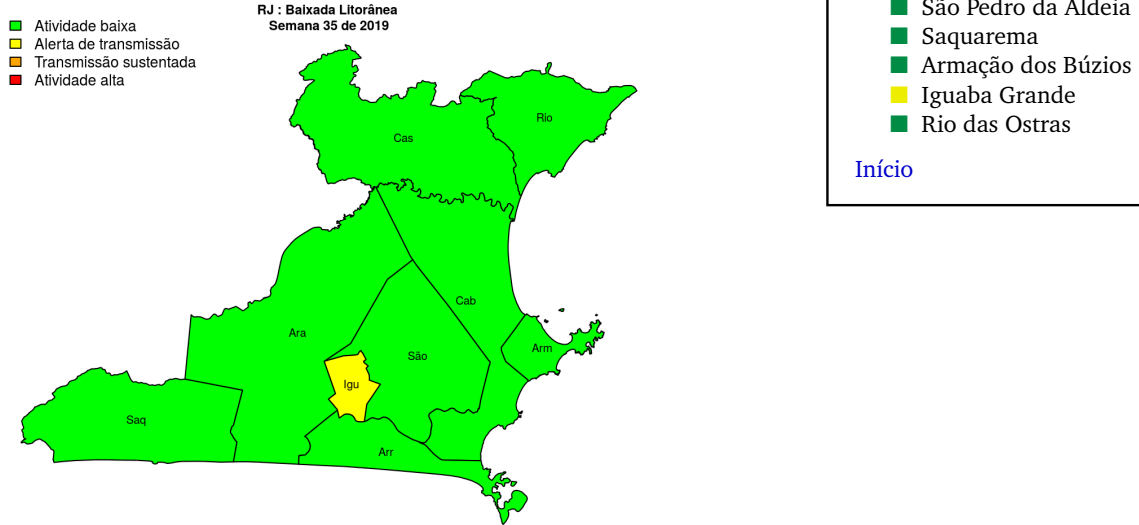 RJ : Baixada Litorânea
Semana 35 de 2019
Atividade baixa
Alerta de transmissão
Transmissão sustentada
Atividade alta
Rio
Cas
Cab
Ara
Arm
São
Igu
Saq
Arr
São Pedro da Aldeia
Saquarema
Armação dos Búzios
Iguaba Grande
Rio das Ostras
Início